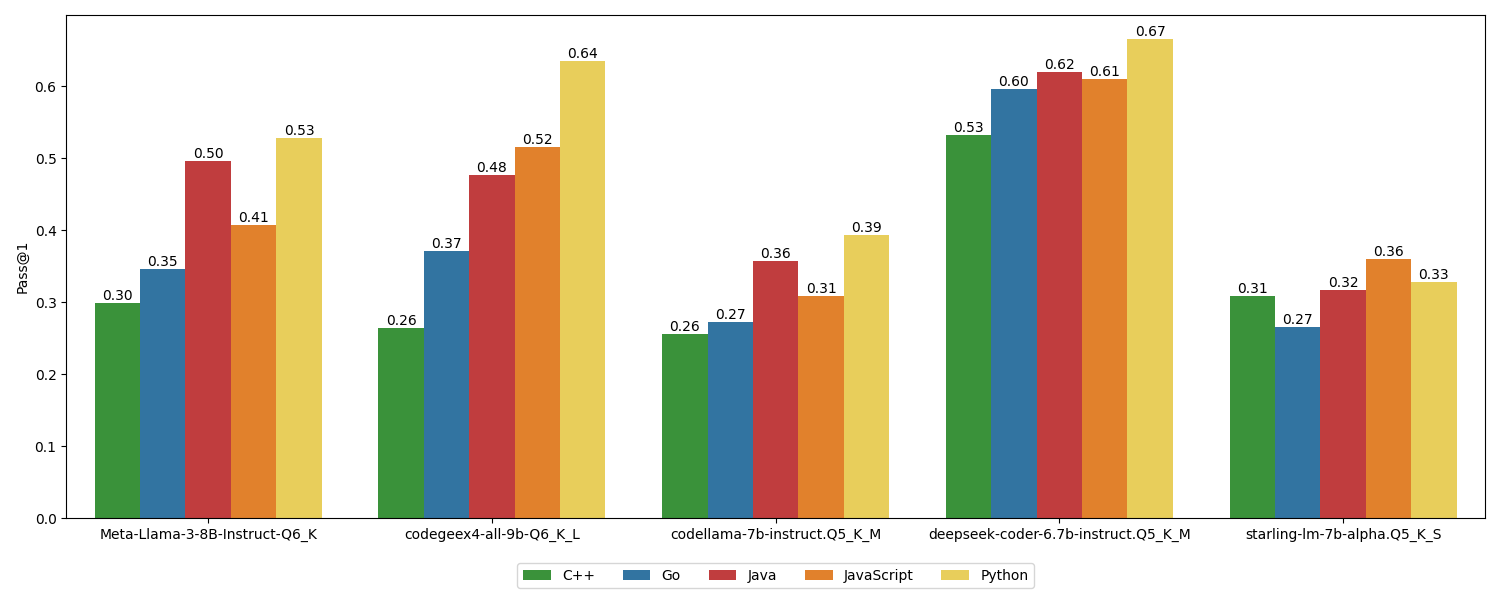 Pass@1
0.6
0.5
0.4
0.3
0.2
0.1
0.0
0.30
0.35
0.50
0.41
0.53
0.26
0.37
0.48
0.52
0.64
0.26
0.27
0.36
0.31
0.39
0.53
0.60
0.62
0.61
0.67
0.31
0.27
0.32
0.36
0.33
Meta-Llama-3-8B-Instruct-Q6_K
codegeex4-all-9b-Q6_K_L
codellama-7b-instruct.Q5_K_M
deepseek-coder-6.7b-instruct.Q5_K_M
starling-lm-7b-alpha.Q5_K_S
C++
Go
Java
JavaScript
Python